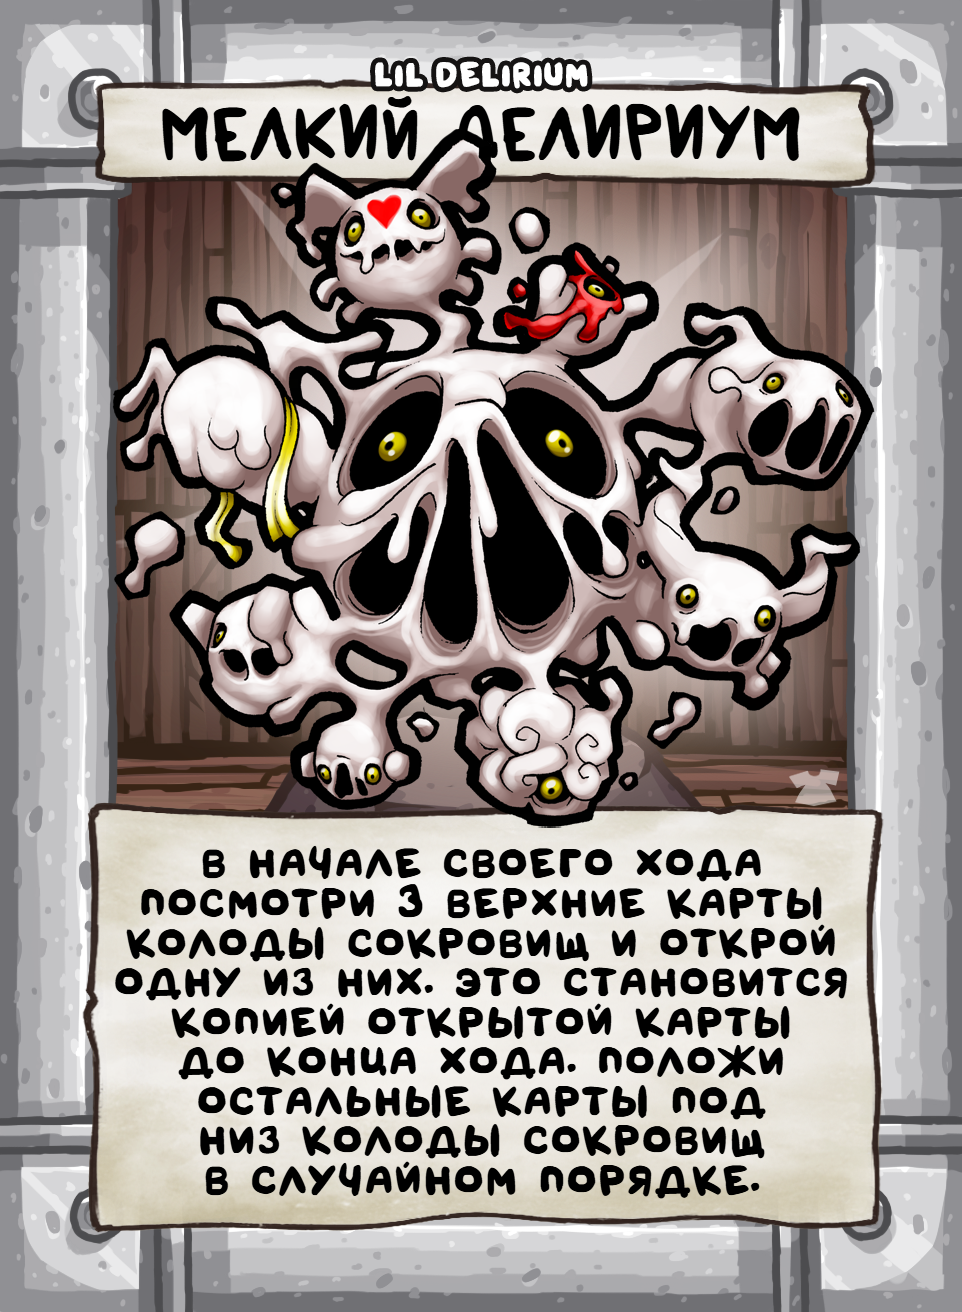 LIL DELIRIUM
МЕЛКИЙ ДЕЛИРИУМ
В НАЧАЛЕ СВОЕГО ХОДА
ПОСМОТРИ 3 ВЕРХНИЕ КАРТЫ
КОЛОДЫ СОКРОВИЩ И ОТКРОЙ
ОДНУ ИЗ НИХ. ЭТО СТАНОВИТСЯ
КОПИЕЙ ОТКРЫТОЙ КАРТЫ
ДО КОНЦА ХОДА. ПОЛОЖИ
ОСТАЛЬНЫЕ КАРТЫ ПОД
НИЗ КОЛОДЫ СОКРОВИЩ
В СЛУЧАЙНОМ ПОРЯДКЕ.